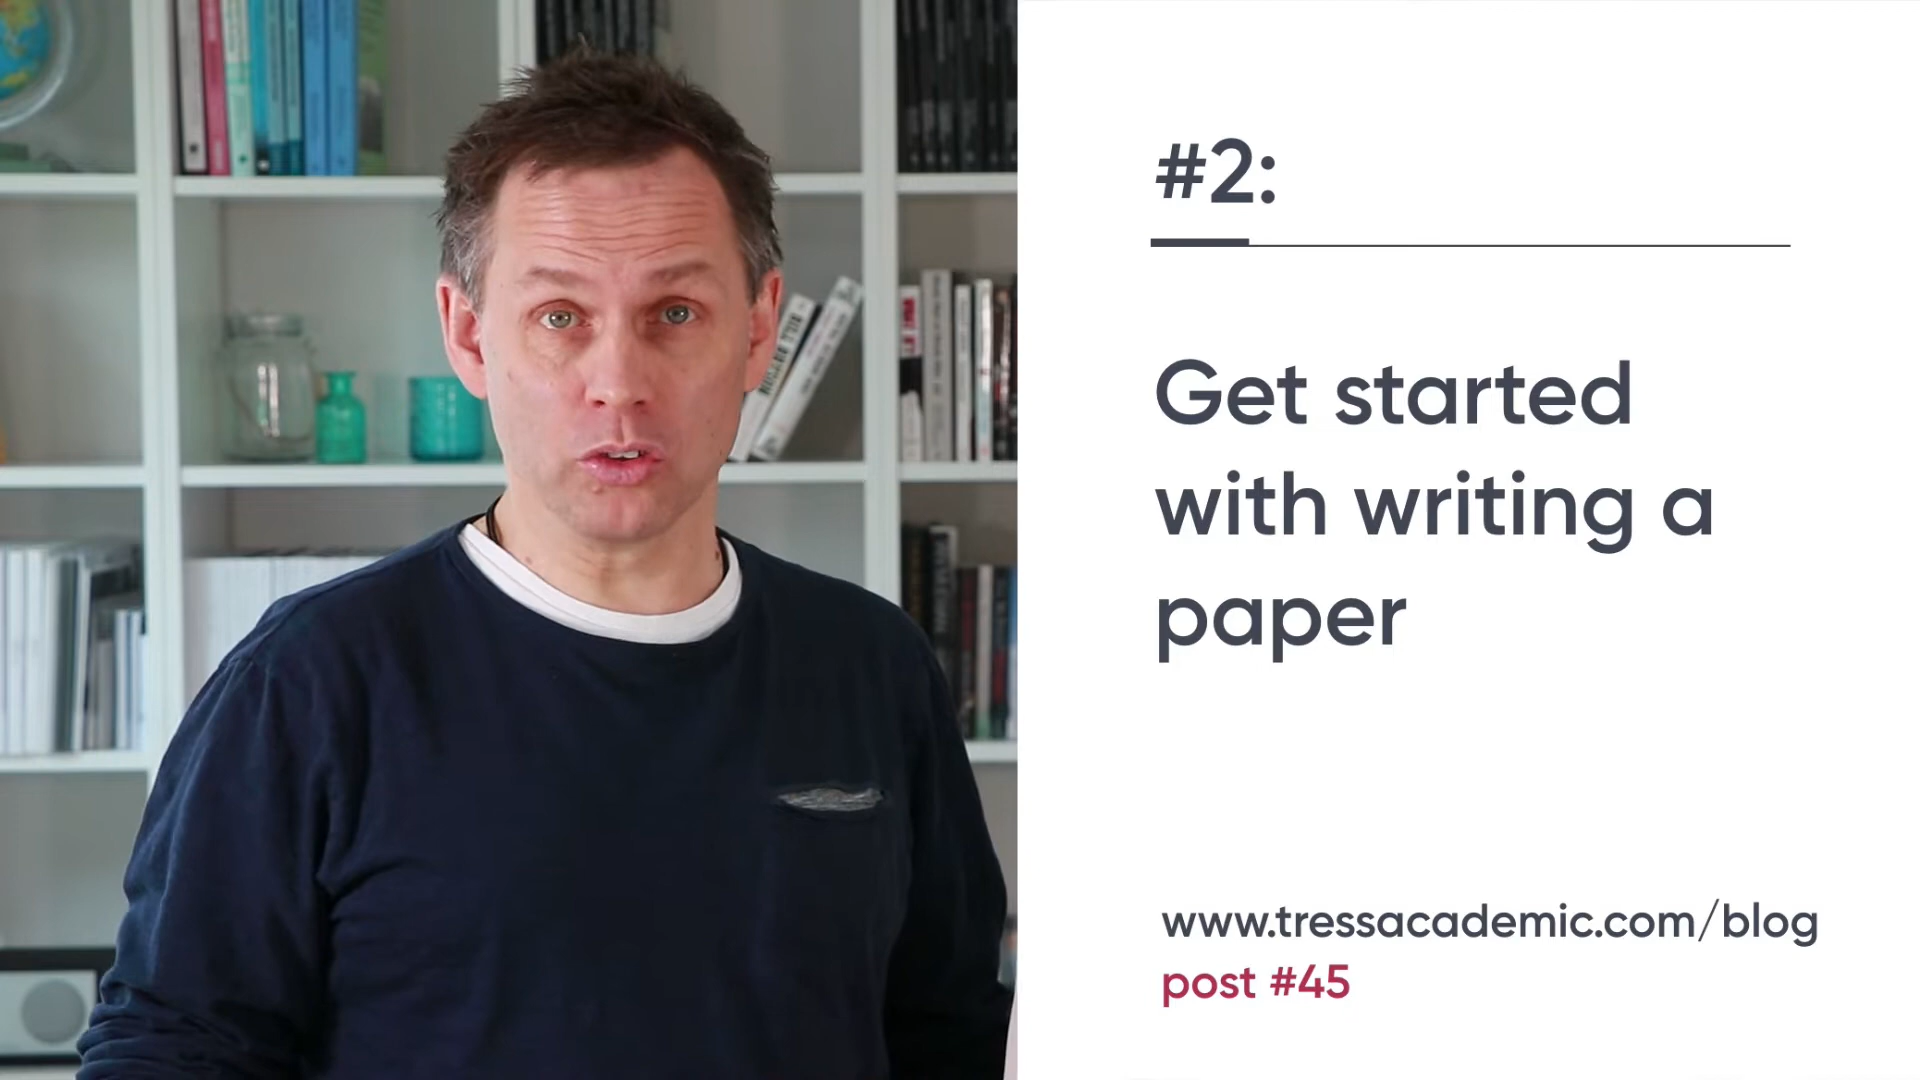 #2:
Get started
with writing a
paper
www.tressacademic.com/blog
post #45